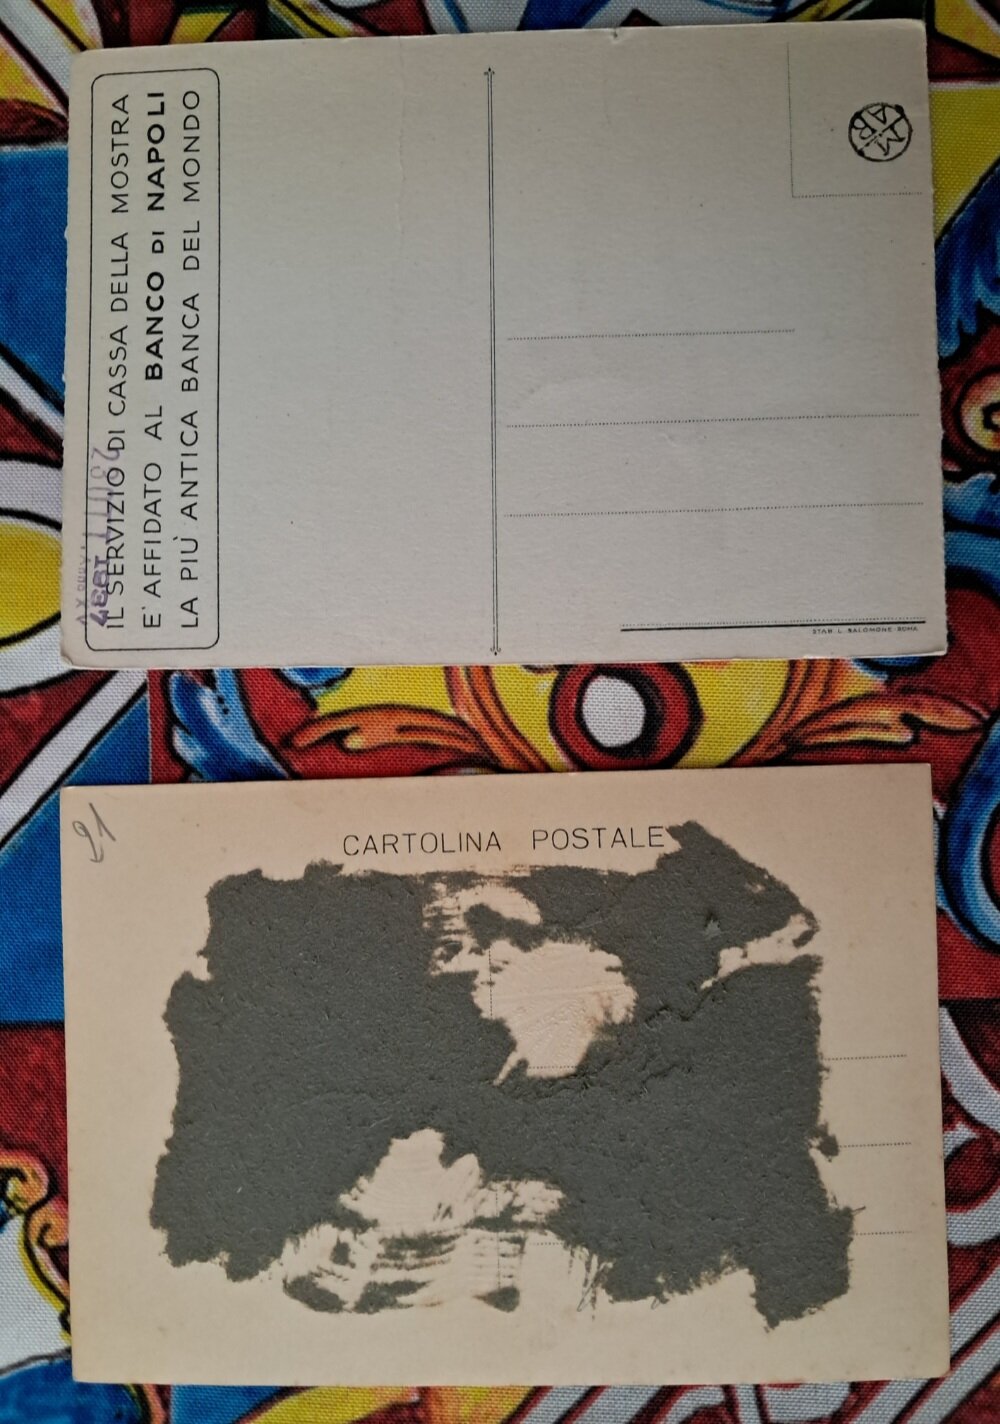 IL SERVIZIO DI CASSA DELLA MOSTRA
E' AFFIDATO AL BANCO DI NAPOLI
LA PIÙ ANTICA BANCA DEL MONDO
STAB. L. SALOMONE ROMA
CARTOLINA POSTALE
21